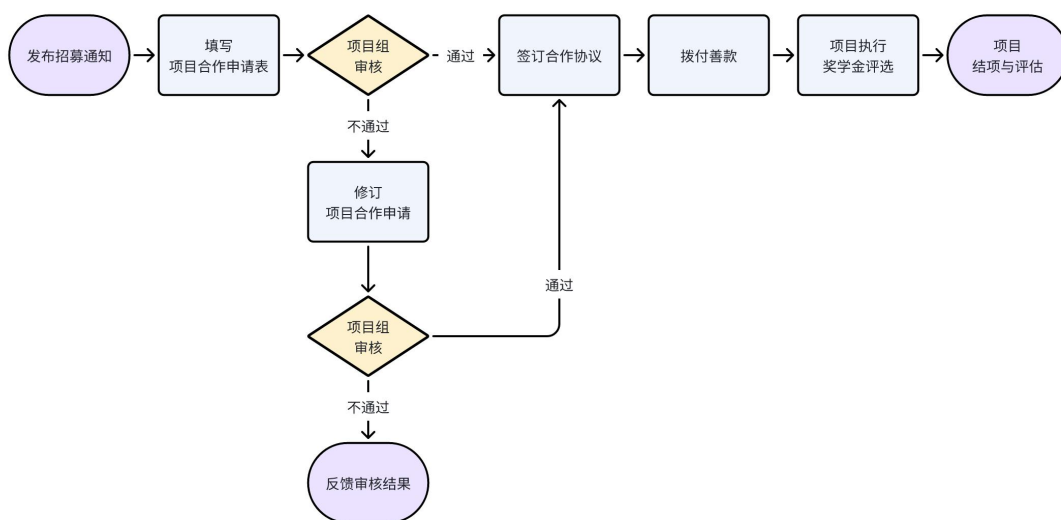 发布招募通知
填写
项目合作申请表
项目组
审核
通过
签订合作协议
拨付善款
项目执行
奖学金评选
项目
结项与评估
不通过
修订
项目合作申请
通过
项目组
审核
不通过
反馈审核结果